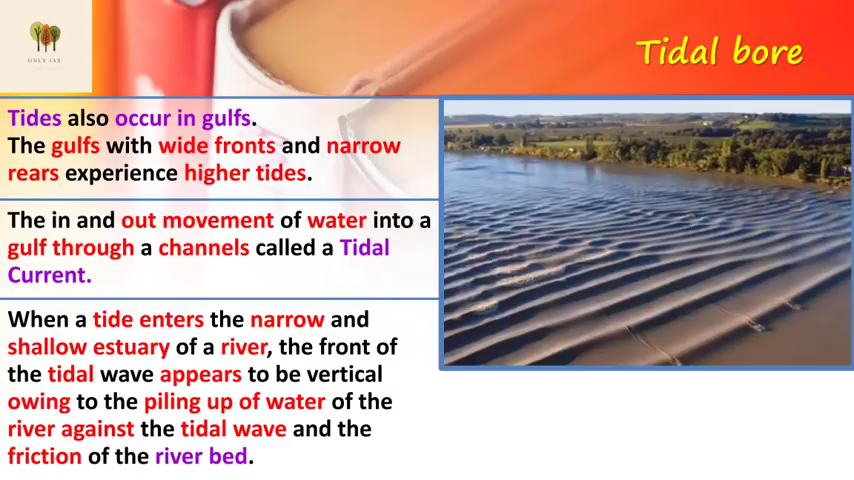 ONLY IAS
Tidal bore
Tides also occur in gulfs.
The gulfs with wide fronts and narrow
rears experience higher tides.
The in and out movement of water into a
gulf through a channels called a Tidal
Current.
When a tide enters the narrow and
shallow estuary of a river, the front of
the tidal wave appears to be vertical
owing to the piling up of water of the
river against the tidal wave and the
friction of the river bed.